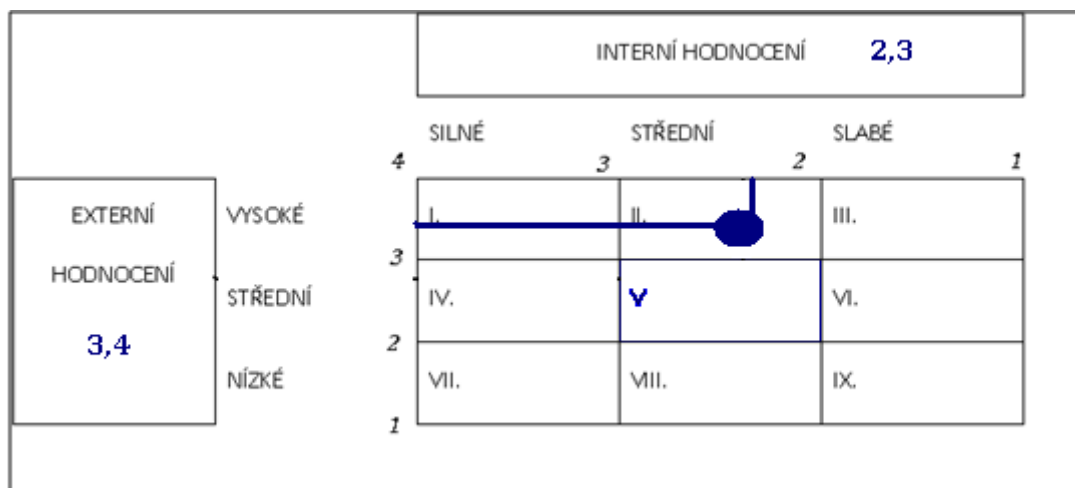 INTERNÍ HODNOCENÍ 2,3
SILNÉ STŘEDNÍ SLABÉ
4 3 2 1
EXTERNÍ VYSOKÉ I. II. III.
3
HODNOCENÍ
STŘEDNÍ IV. V VI.
3,4
2
NÍZKÉ VII. VIII. IX.
1